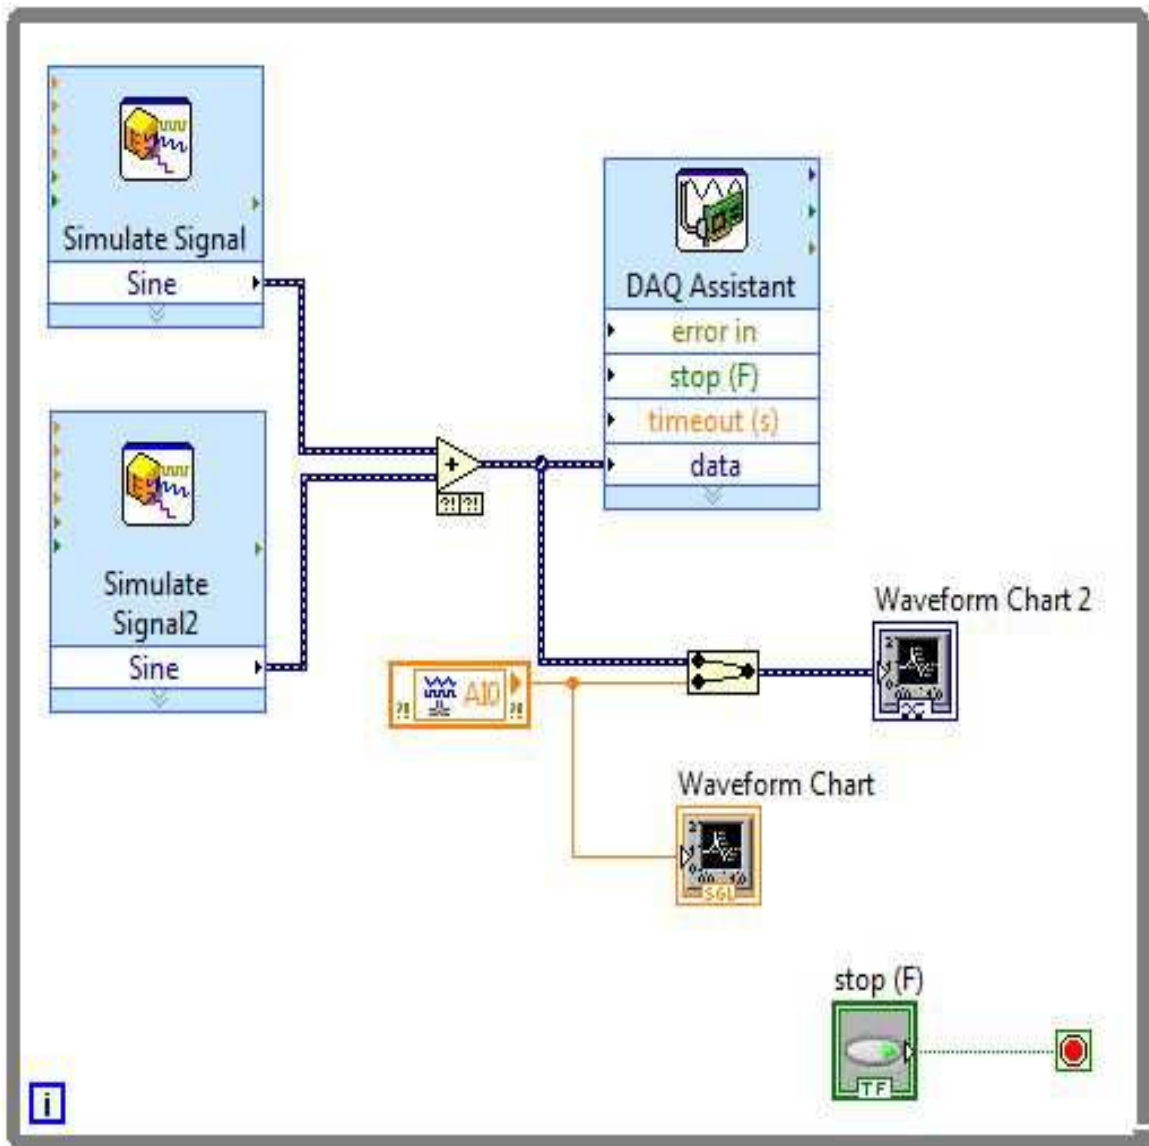 Simulate Signal
Sine
DAQ Assistant
error in
stop (F)
timeout (s)
data
Simulate
Signal2
Sine
+
?! ?!
Waveform Chart 2
?! A10 ?!
Waveform Chart
SGL
stop (F)
TF
i